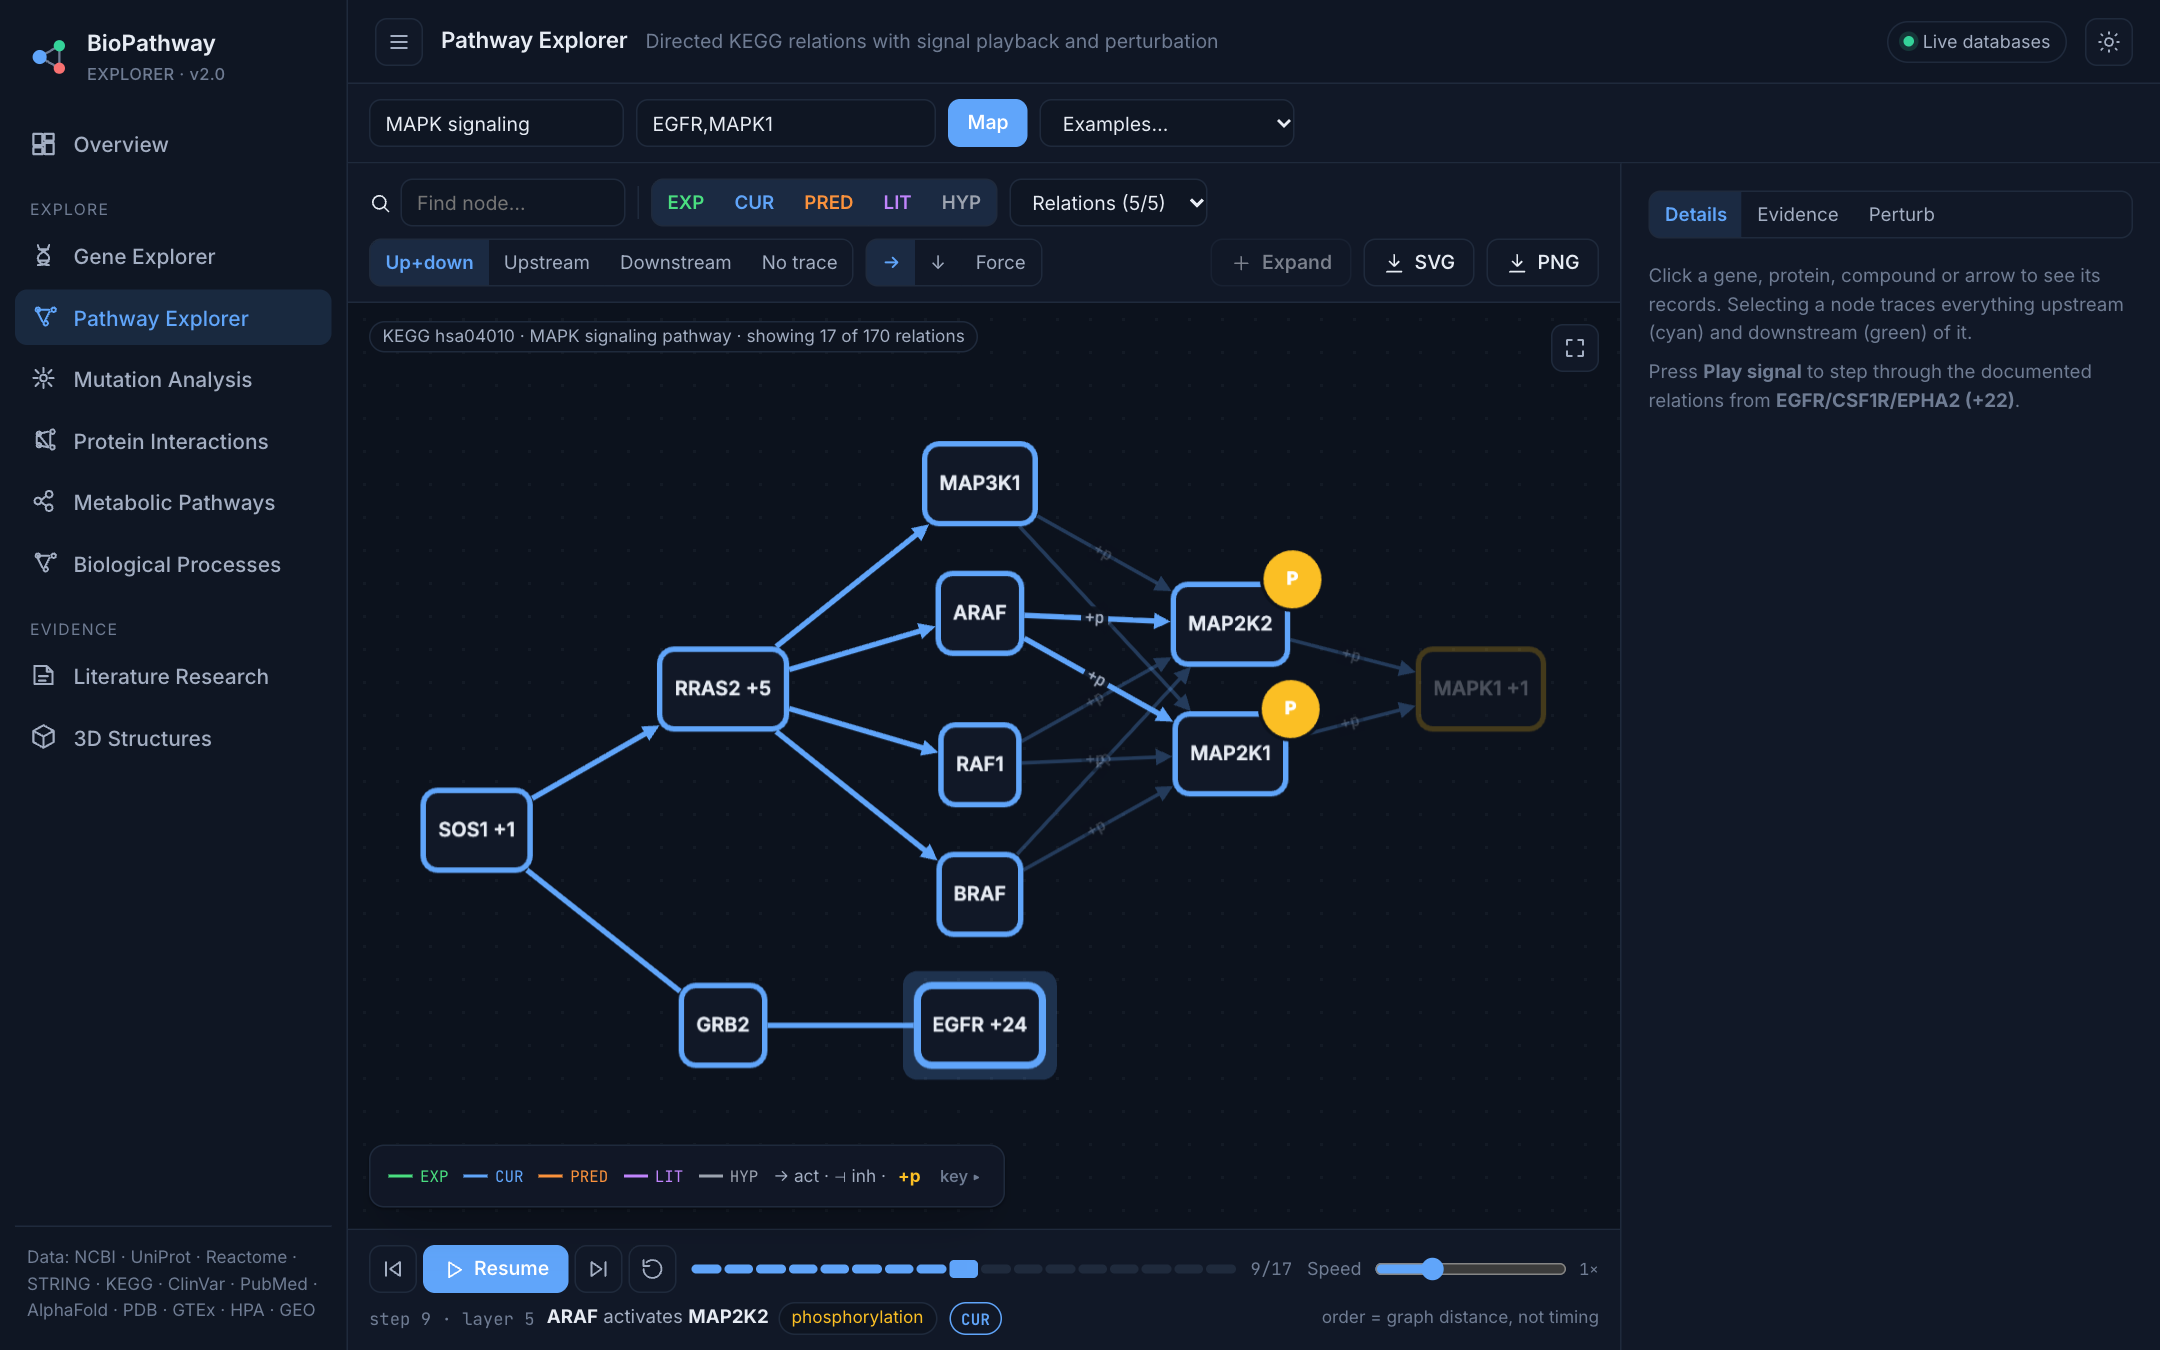 BioPathway
EXPLORER · v2.0
Overview
EXPLORE
Gene Explorer
Pathway Explorer
Mutation Analysis
Protein Interactions
Metabolic Pathways
Biological Processes
EVIDENCE
Literature Research
3D Structures
Data: NCBI · UniProt · Reactome ·
STRING · KEGG · ClinVar · PubMed ·
AlphaFold · PDB · GTEx · HPA · GEO
Pathway Explorer Directed KEGG relations with signal playback and perturbation
Live databases
MAPK signaling EGFR,MAPK1 Map Examples...
Find node... EXP CUR PRED LIT HYP Relations (5/5)
Up+down Upstream Downstream No trace → ↓ Force + Expand SVG PNG
KEGG hsa04010 · MAPK signaling pathway · showing 17 of 170 relations
MAP3K1
+p
P
ARAF
+p
MAP2K2
+p
RRAS2 +5
+p
MAPK1 +1
+p
P
+p
RAF1
+p
MAP2K1
SOS1 +1
+p
BRAF
GRB2
EGFR +24
EXP CUR PRED LIT HYP → act · ⊣ inh · +p key ▸
Resume 9/17 Speed 1×
step 9 · layer 5 ARAF activates MAP2K2 phosphorylation CUR order = graph distance, not timing
Details Evidence Perturb
Click a gene, protein, compound or arrow to see its
records. Selecting a node traces everything upstream
(cyan) and downstream (green) of it.
Press Play signal to step through the documented
relations from EGFR/CSF1R/EPHA2 (+22).